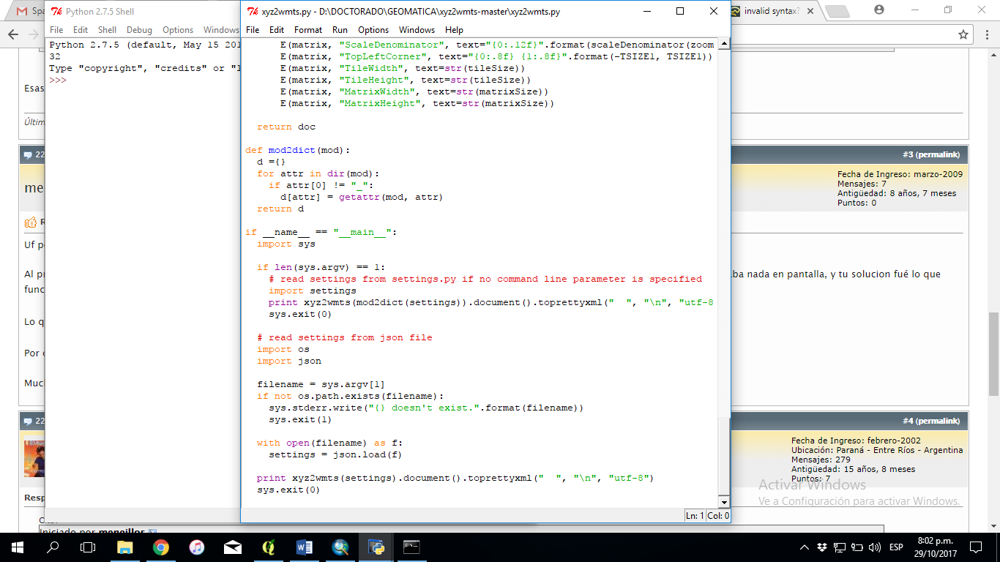 Python 2.7.5 Shell
File Edit Shell Debug Options Windows
Python 2.7.5 (default, May 15 201
32
Type "copyright", "credits" or "l
>>>
xyz2wmts.py - D:\DOCTORADO\GEOMATICA\xyz2wmts-master\xyz2wmts.py
File Edit Format Run Options Windows Help
E(matrix, "ScaleDenominator", text="{0:.12f}".format(scaleDenominator(zoom
E(matrix, "TopLeftCorner", text="{0:.8f} {1:.8f}".format(-TSIZE1, TSIZE1))
E(matrix, "TileWidth", text=str(tileSize))
E(matrix, "TileHeight", text=str(tileSize))
E(matrix, "MatrixWidth", text=str(matrixSize))
E(matrix, "MatrixHeight", text=str(matrixSize))
return doc
def mod2dict(mod):
d ={}
for attr in dir(mod):
if attr[0] != "_":
d[attr] = getattr(mod, attr)
return d
if __name__ == "__main__":
import sys
if len(sys.argv) == 1:
# read settings from settings.py if no command line parameter is specified
import settings
print xyz2wmts(mod2dict(settings)).document().toprettyxml("  ", "\n", "utf-8
sys.exit(0)
# read settings from json file
import os
import json
filename = sys.argv[1]
if not os.path.exists(filename):
sys.stderr.write("{} doesn't exist.".format(filename))
sys.exit(1)
with open(filename) as f:
settings = json.load(f)
print xyz2wmts(settings).document().toprettyxml("  ", "\n", "utf-8")
sys.exit(0)
Ln: 1 Col: 0
Spa
invalid syntax?
Esas
Últim
22
#3 (permalink)
me
Fecha de Ingreso: marzo-2009
Mensajes: 7
Antigüedad: 8 años, 7 meses
Puntos: 0
R
Uf p
Al p
ba nada en pantalla, y tu solucion fué lo que
func
Lo q
Por
Muc
22
#4 (permalink)
Fecha de Ingreso: febrero-2002
Ubicación: Paraná - Entre Ríos - Argentina
Mensajes: 279
Antigüedad: 15 años, 8 meses
Puntos: 7
Activar Windows
Ve a Configuración para activar Windows.
Resp
Iniciado por meneillos
ESP
8:02 p.m.
29/10/2017